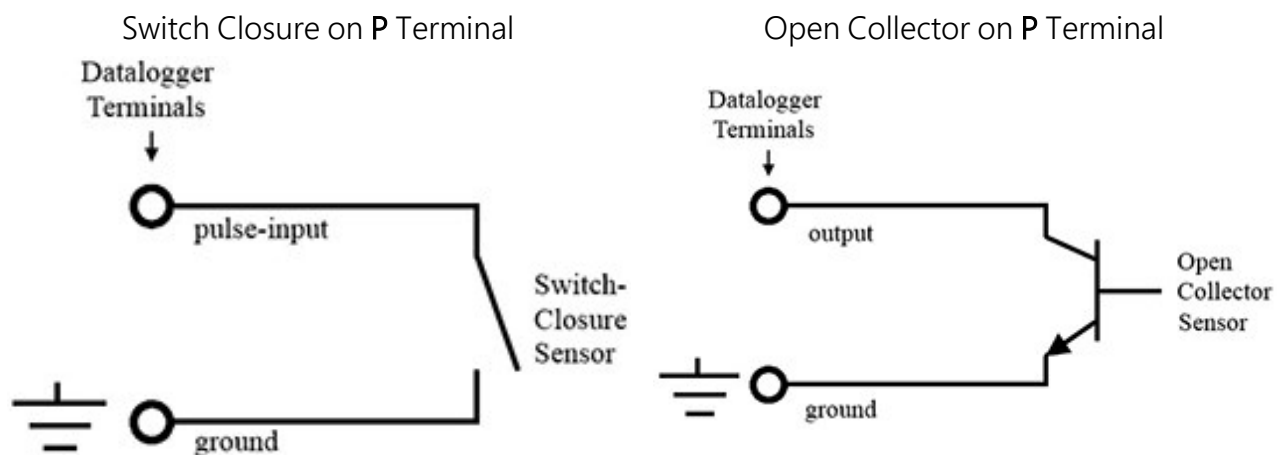 Switch Closure on P Terminal
Datalogger
Terminals
pulse-input
Switch-
Closure
Sensor
ground
Open Collector on P Terminal
Datalogger
Terminals
output
Open
Collector
Sensor
ground